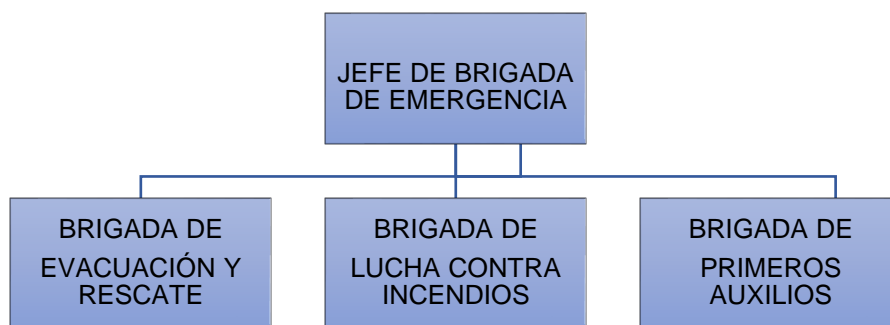 JEFE DE BRIGADA
DE EMERGENCIA
BRIGADA DE
EVACUACIÓN Y
RESCATE
BRIGADA DE
LUCHA CONTRA
INCENDIOS
BRIGADA DE
PRIMEROS
AUXILIOS